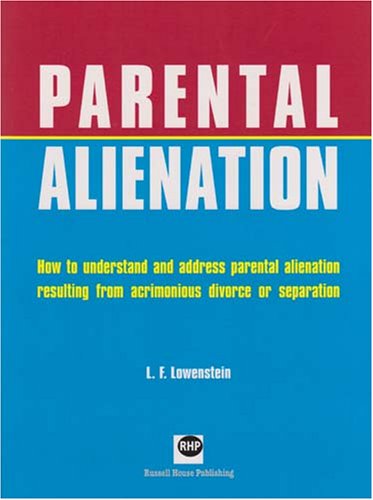 PARENTAL
ALIENATION
How to understand and address parental alienation
resulting from acrimonious divorce or separation
L. F. Lowenstein
RHP
Russell House Publishing